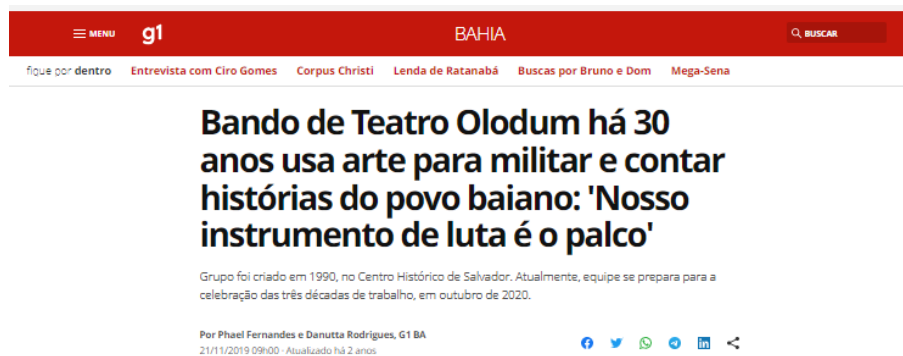 MENU g1 BAHIA BUSCAR
fique por dentro Entrevista com Ciro Gomes Corpus Christi Lenda de Ratanabá Buscas por Bruno e Dom Mega-Sena
Bando de Teatro Olodum há 30
anos usa arte para militar e contar
histórias do povo baiano: 'Nosso
instrumento de luta é o palco'
Grupo foi criado em 1990, no Centro Histórico de Salvador. Atualmente, equipe se prepara para a
celebração das três décadas de trabalho, em outubro de 2020.
Por Phael Fernandes e Danutta Rodrigues, G1 BA
21/11/2019 09h00 · Atualizado há 2 anos